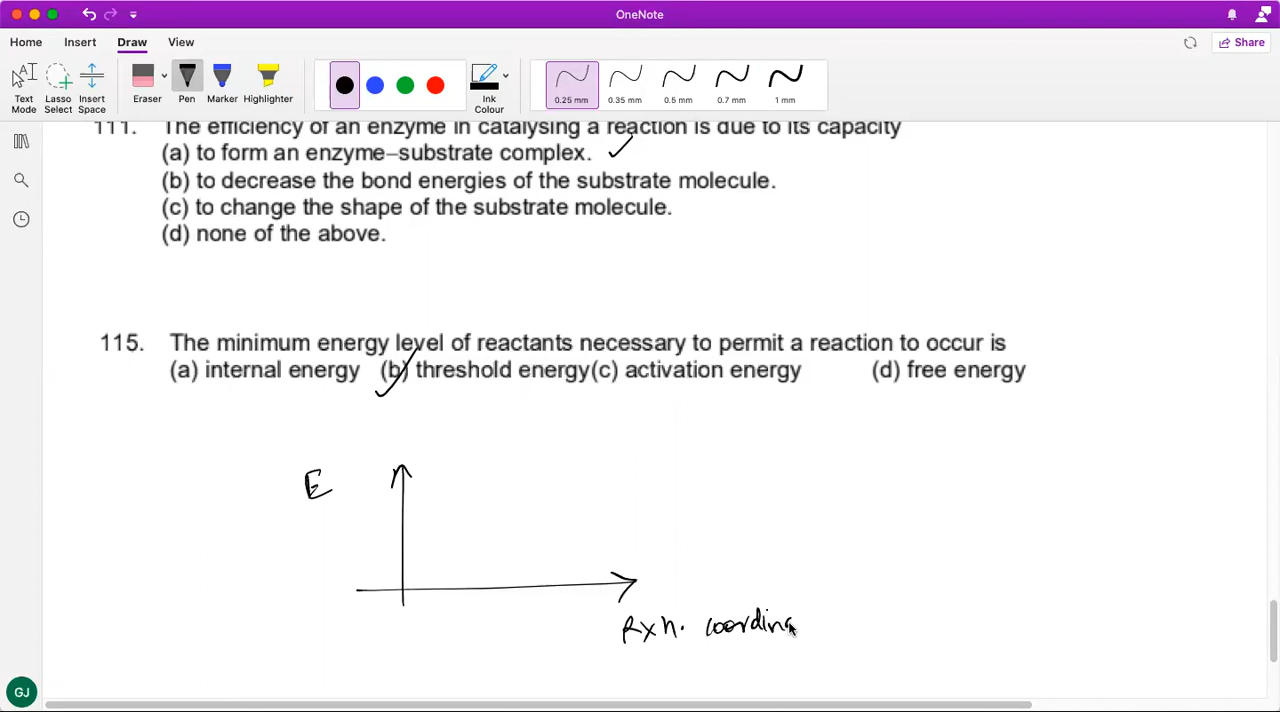 OneNote
Home Insert Draw View
Share
Text Mode
Lasso Select
Insert Space
Eraser
Pen
Marker
Highlighter
Ink Colour
0.25 mm 0.35 mm 0.5 mm 0.7 mm 1 mm
111. The efficiency of an enzyme in catalysing a reaction is due to its capacity
(a) to form an enzyme–substrate complex.
(b) to decrease the bond energies of the substrate molecule.
(c) to change the shape of the substrate molecule.
(d) none of the above.
115. The minimum energy level of reactants necessary to permit a reaction to occur is
(a) internal energy (b) threshold energy(c) activation energy (d) free energy
E
Rxn. coordina
GJ